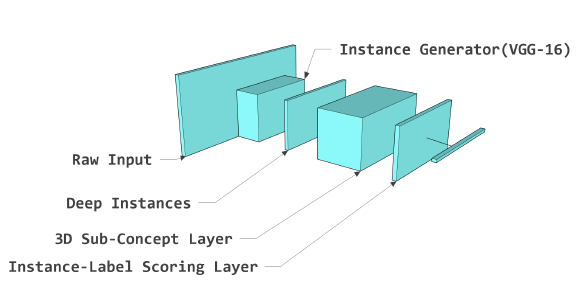 Instance Generator(VGG-16)
Raw Input
Deep Instances
3D Sub-Concept Layer
Instance-Label Scoring Layer